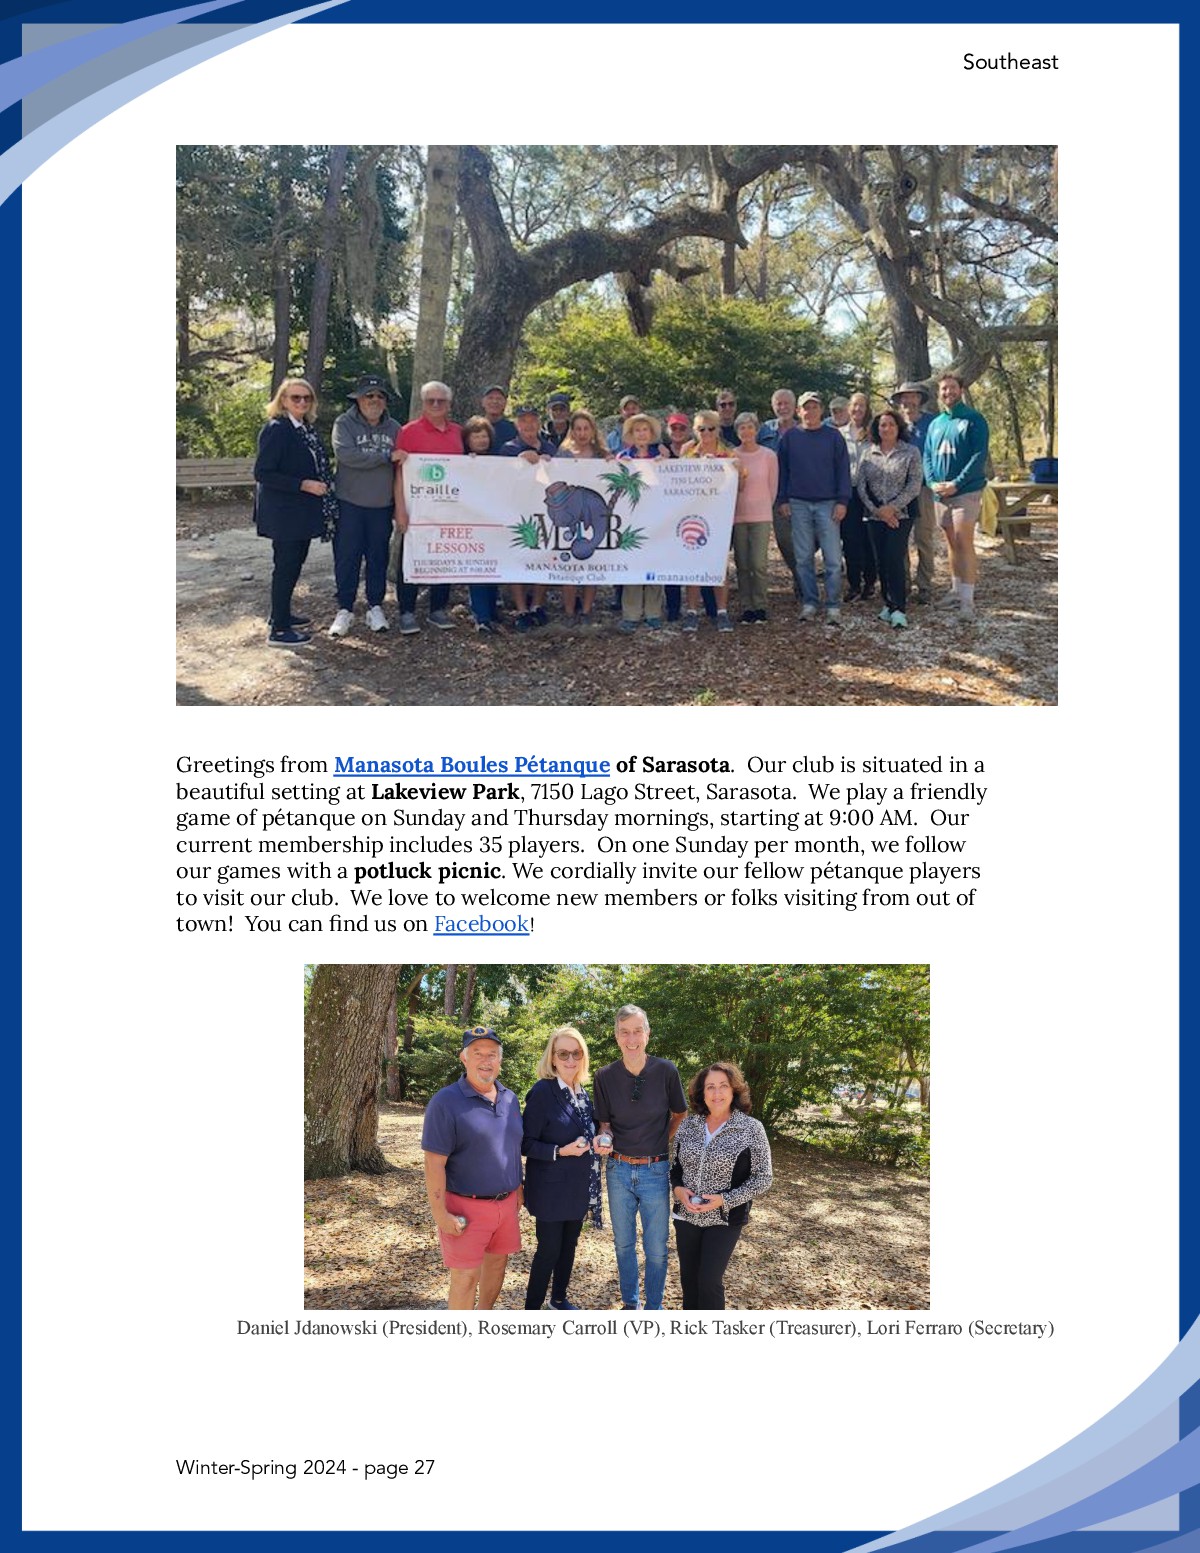 Southeast
braille
LAKEVIEW PARK
7150 LAGO
SARASOTA, FL
FREE
LESSONS
THURSDAYS & SUNDAYS
BEGINNING AT 9:00 AM
M B
MANASOTA BOULES
Pétanque Club
f manasotabou
Greetings from Manasota Boules Pétanque of Sarasota.  Our club is situated in a
beautiful setting at Lakeview Park, 7150 Lago Street, Sarasota.  We play a friendly
game of pétanque on Sunday and Thursday mornings, starting at 9:00 AM.  Our
current membership includes 35 players.  On one Sunday per month, we follow
our games with a potluck picnic. We cordially invite our fellow pétanque players
to visit our club.  We love to welcome new members or folks visiting from out of
town!  You can find us on Facebook!
Daniel Jdanowski (President), Rosemary Carroll (VP), Rick Tasker (Treasurer), Lori Ferraro (Secretary)
Winter-Spring 2024 - page 27